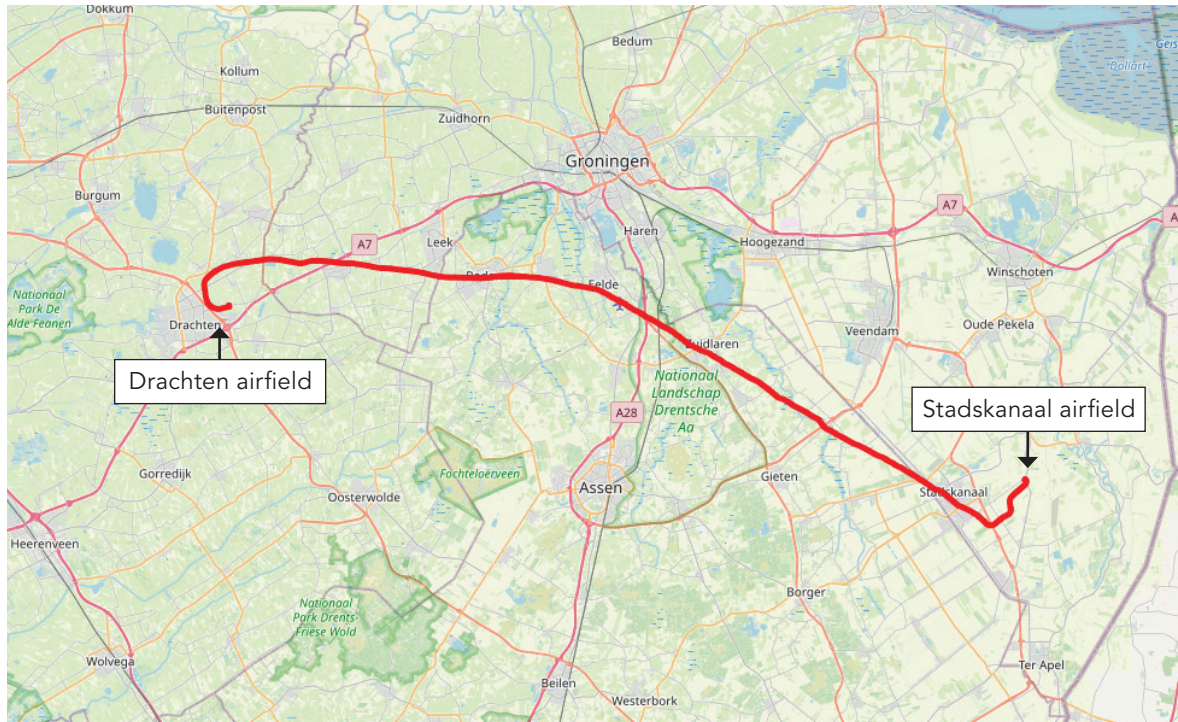 Dokkum
Bedum
Kollum
Dollart
Buitenpost
Zuidhorn
Groningen
Burgum
A7
A7
Haren
Leek
Hoogezand
Winschoten
Nationaal
Park De
Alde Feanen
Drachten
Oude Pekela
Veendam
Zuidlaren
Drachten airfield
Nationaal
Landschap
Drentsche
Aa
Stadskanaal airfield
A28
Gorredijk
Fochteloërveen
Gieten
Assen
Oosterwolde
Stadskanaal
Heerenveen
Borger
Nationaal
Park Drents-
Friese Wold
Wolvega
Ter Apel
Beilen
Westerbork